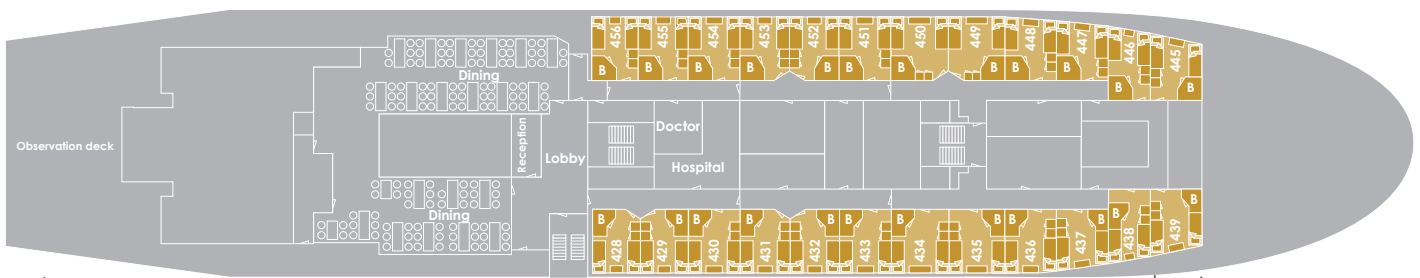 456 455 454 453 452 451 450 449 448 447 446 445
B B B B B B B B B B B B
Dining
Observation deck
Reception
Lobby
Doctor
Hospital
Dining
B B B B B B B B B B B B
428 429 430 431 432 433 434 435 436 437 438 439